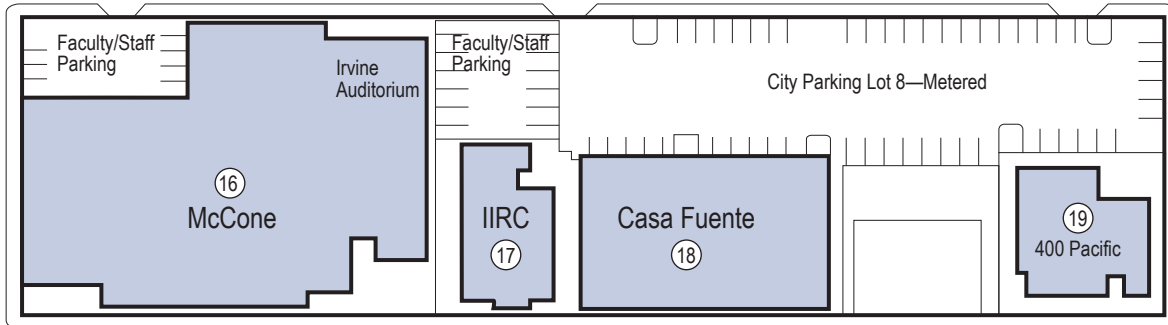 Faculty/Staff
Parking
Irvine
Auditorium
16
McCone
Faculty/Staff
Parking
IIRC
17
City Parking Lot 8—Metered
Casa Fuente
18
19
400 Pacific